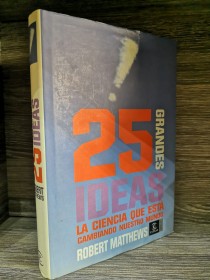 25
GRANDES
IDEAS
LA CIENCIA QUE ESTÁ
CAMBIANDO NUESTRO MUNDO
ROBERT MATTHEWS
25
IDEAS